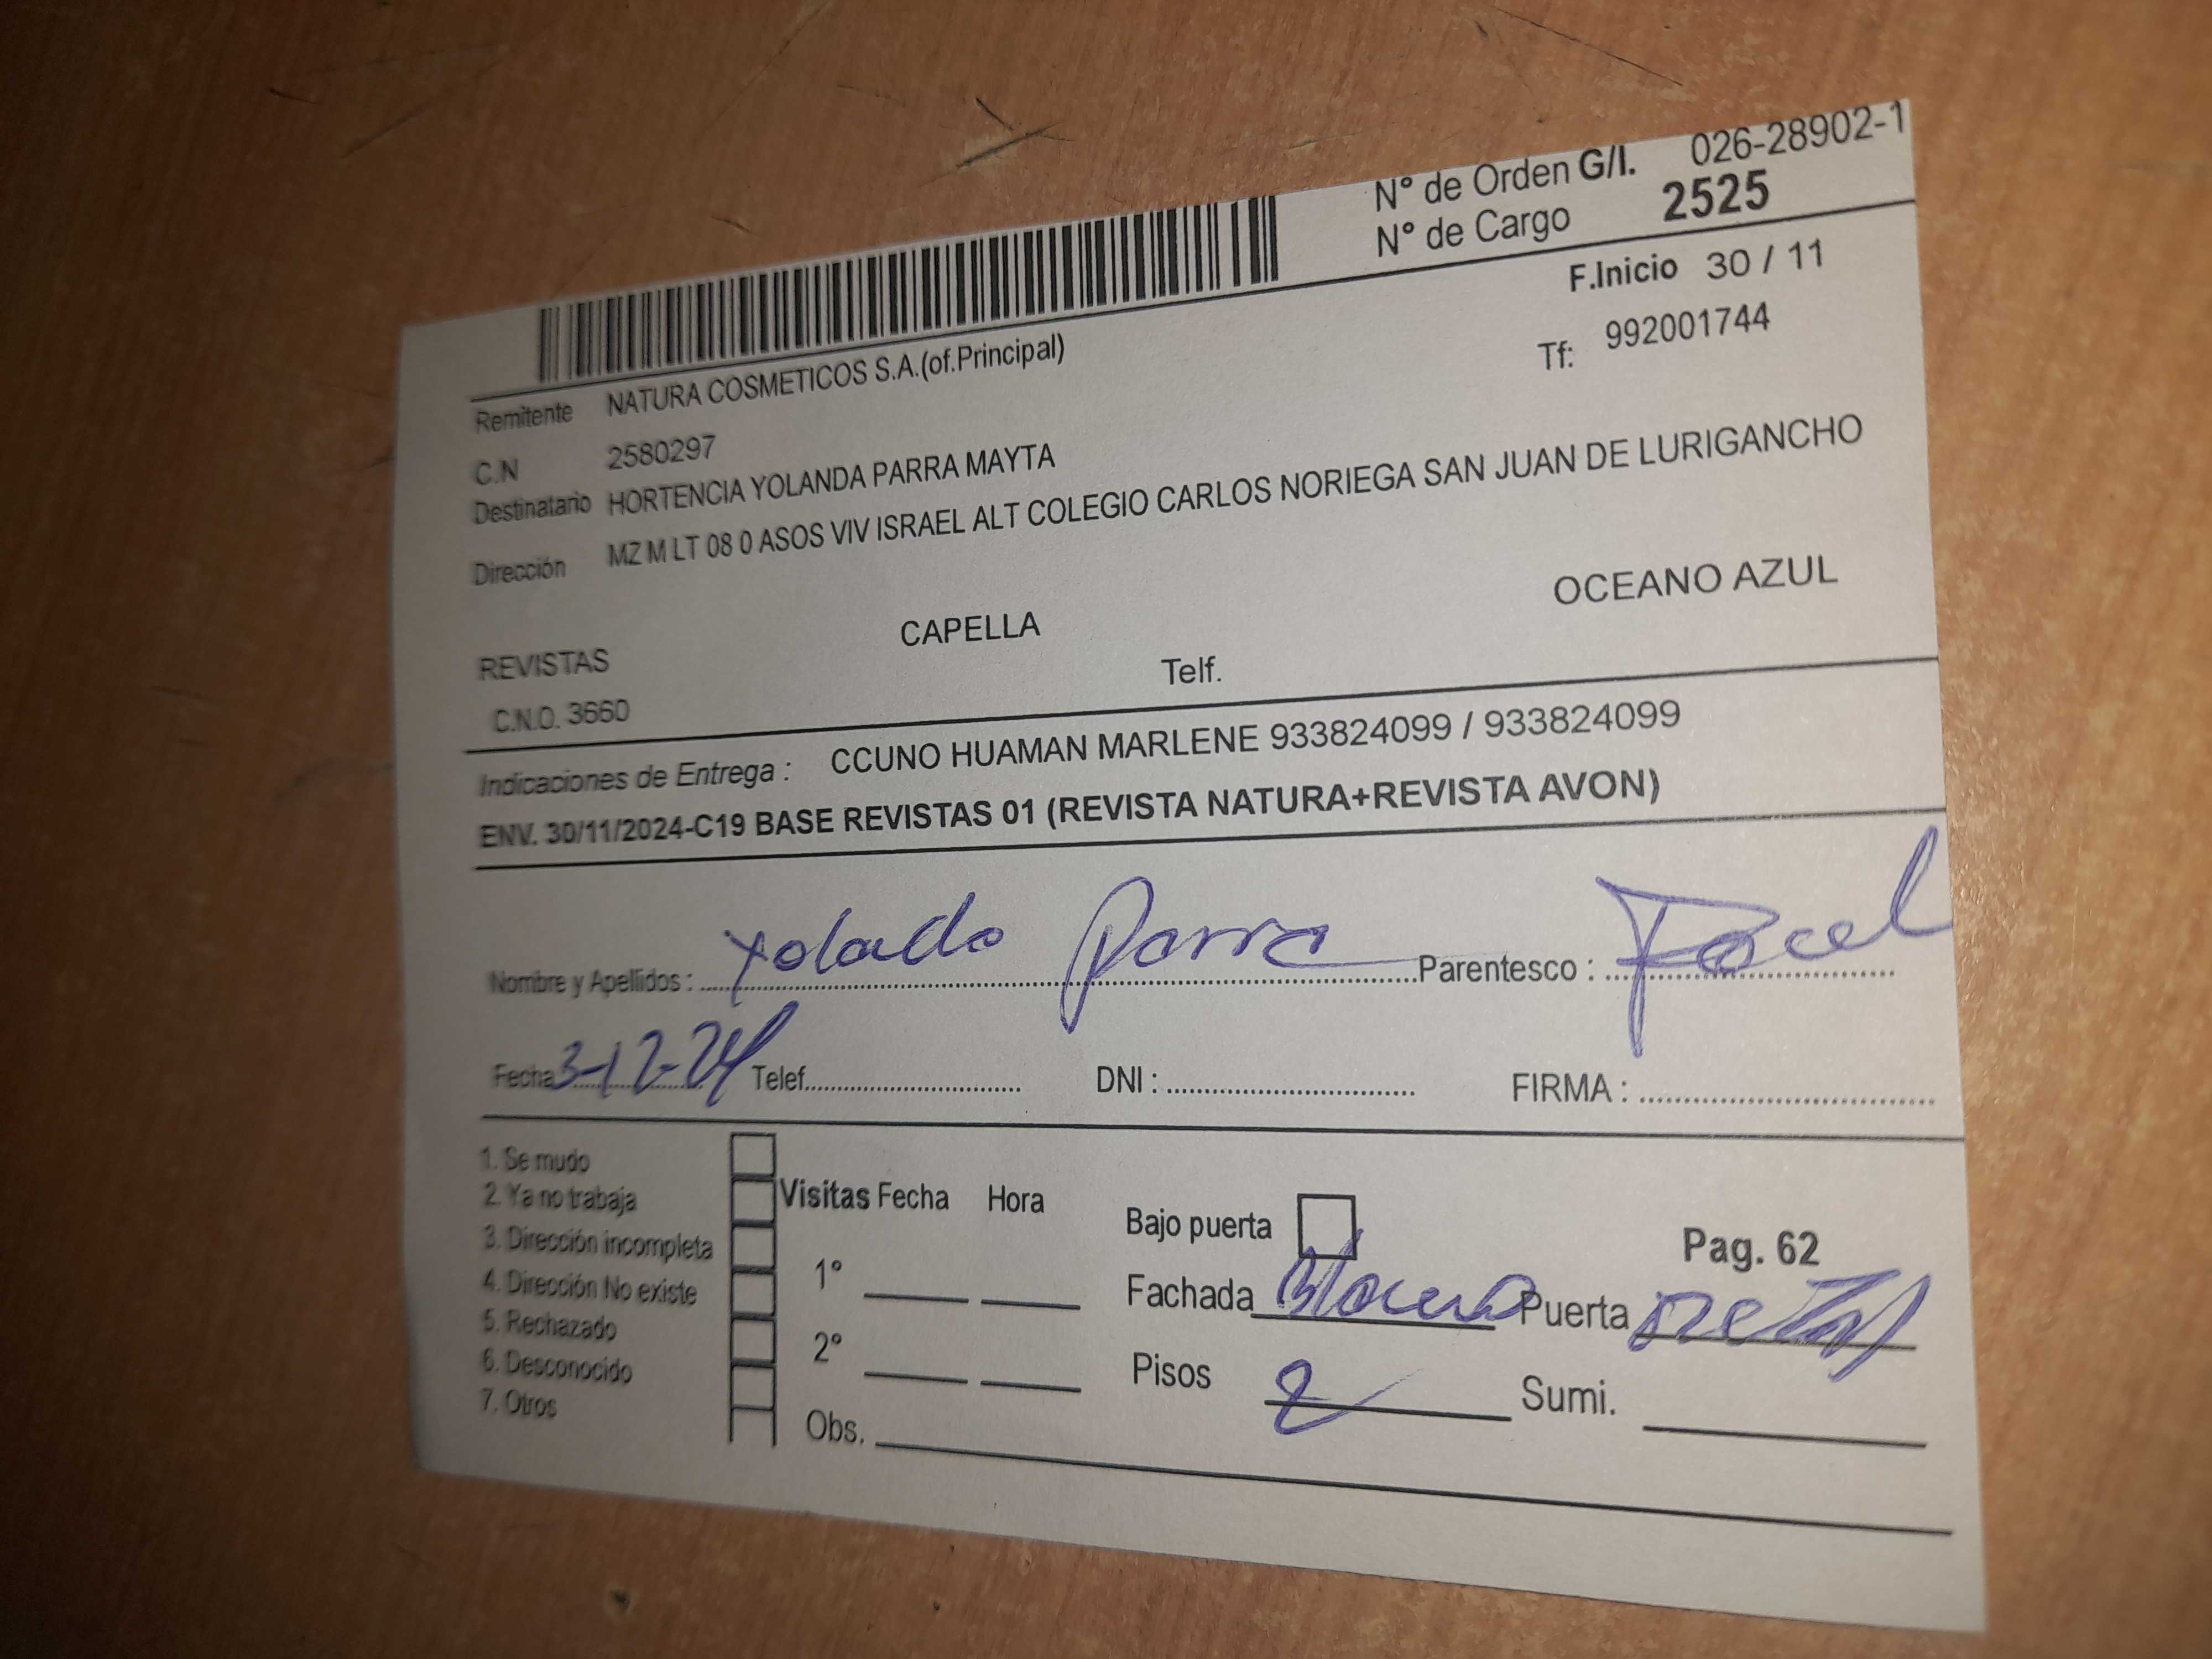 N° de Orden G/I. 026-28902-1
N° de Cargo 2525
F.Inicio 30 / 11
Remitente NATURA COSMETICOS S.A.(of.Principal)
Tf: 992001744
C.N 2580297
Destinatario HORTENCIA YOLANDA PARRA MAYTA
Dirección MZ M LT 08 0 ASOS VIV ISRAEL ALT COLEGIO CARLOS NORIEGA SAN JUAN DE LURIGANCHO
REVISTAS CAPELLA OCEANO AZUL
C.N.O. 3660 Telf.
Indicaciones de Entrega : CCUNO HUAMAN MARLENE 933824099 / 933824099
ENV. 30/11/2024-C19 BASE REVISTAS 01 (REVISTA NATURA+REVISTA AVON)
Nombre y Apellidos : Yolado Parra Parentesco :
Fecha 3-12-24 Telef. DNI : FIRMA :
1. Se mudo
2. Ya no trabaja
3. Dirección incompleta
4. Dirección No existe
5. Rechazado
6. Desconocido
7. Otros
Visitas Fecha Hora
1°
2°
Obs.
Bajo puerta
Pag. 62
Fachada Puerta
Pisos 2 Sumi.